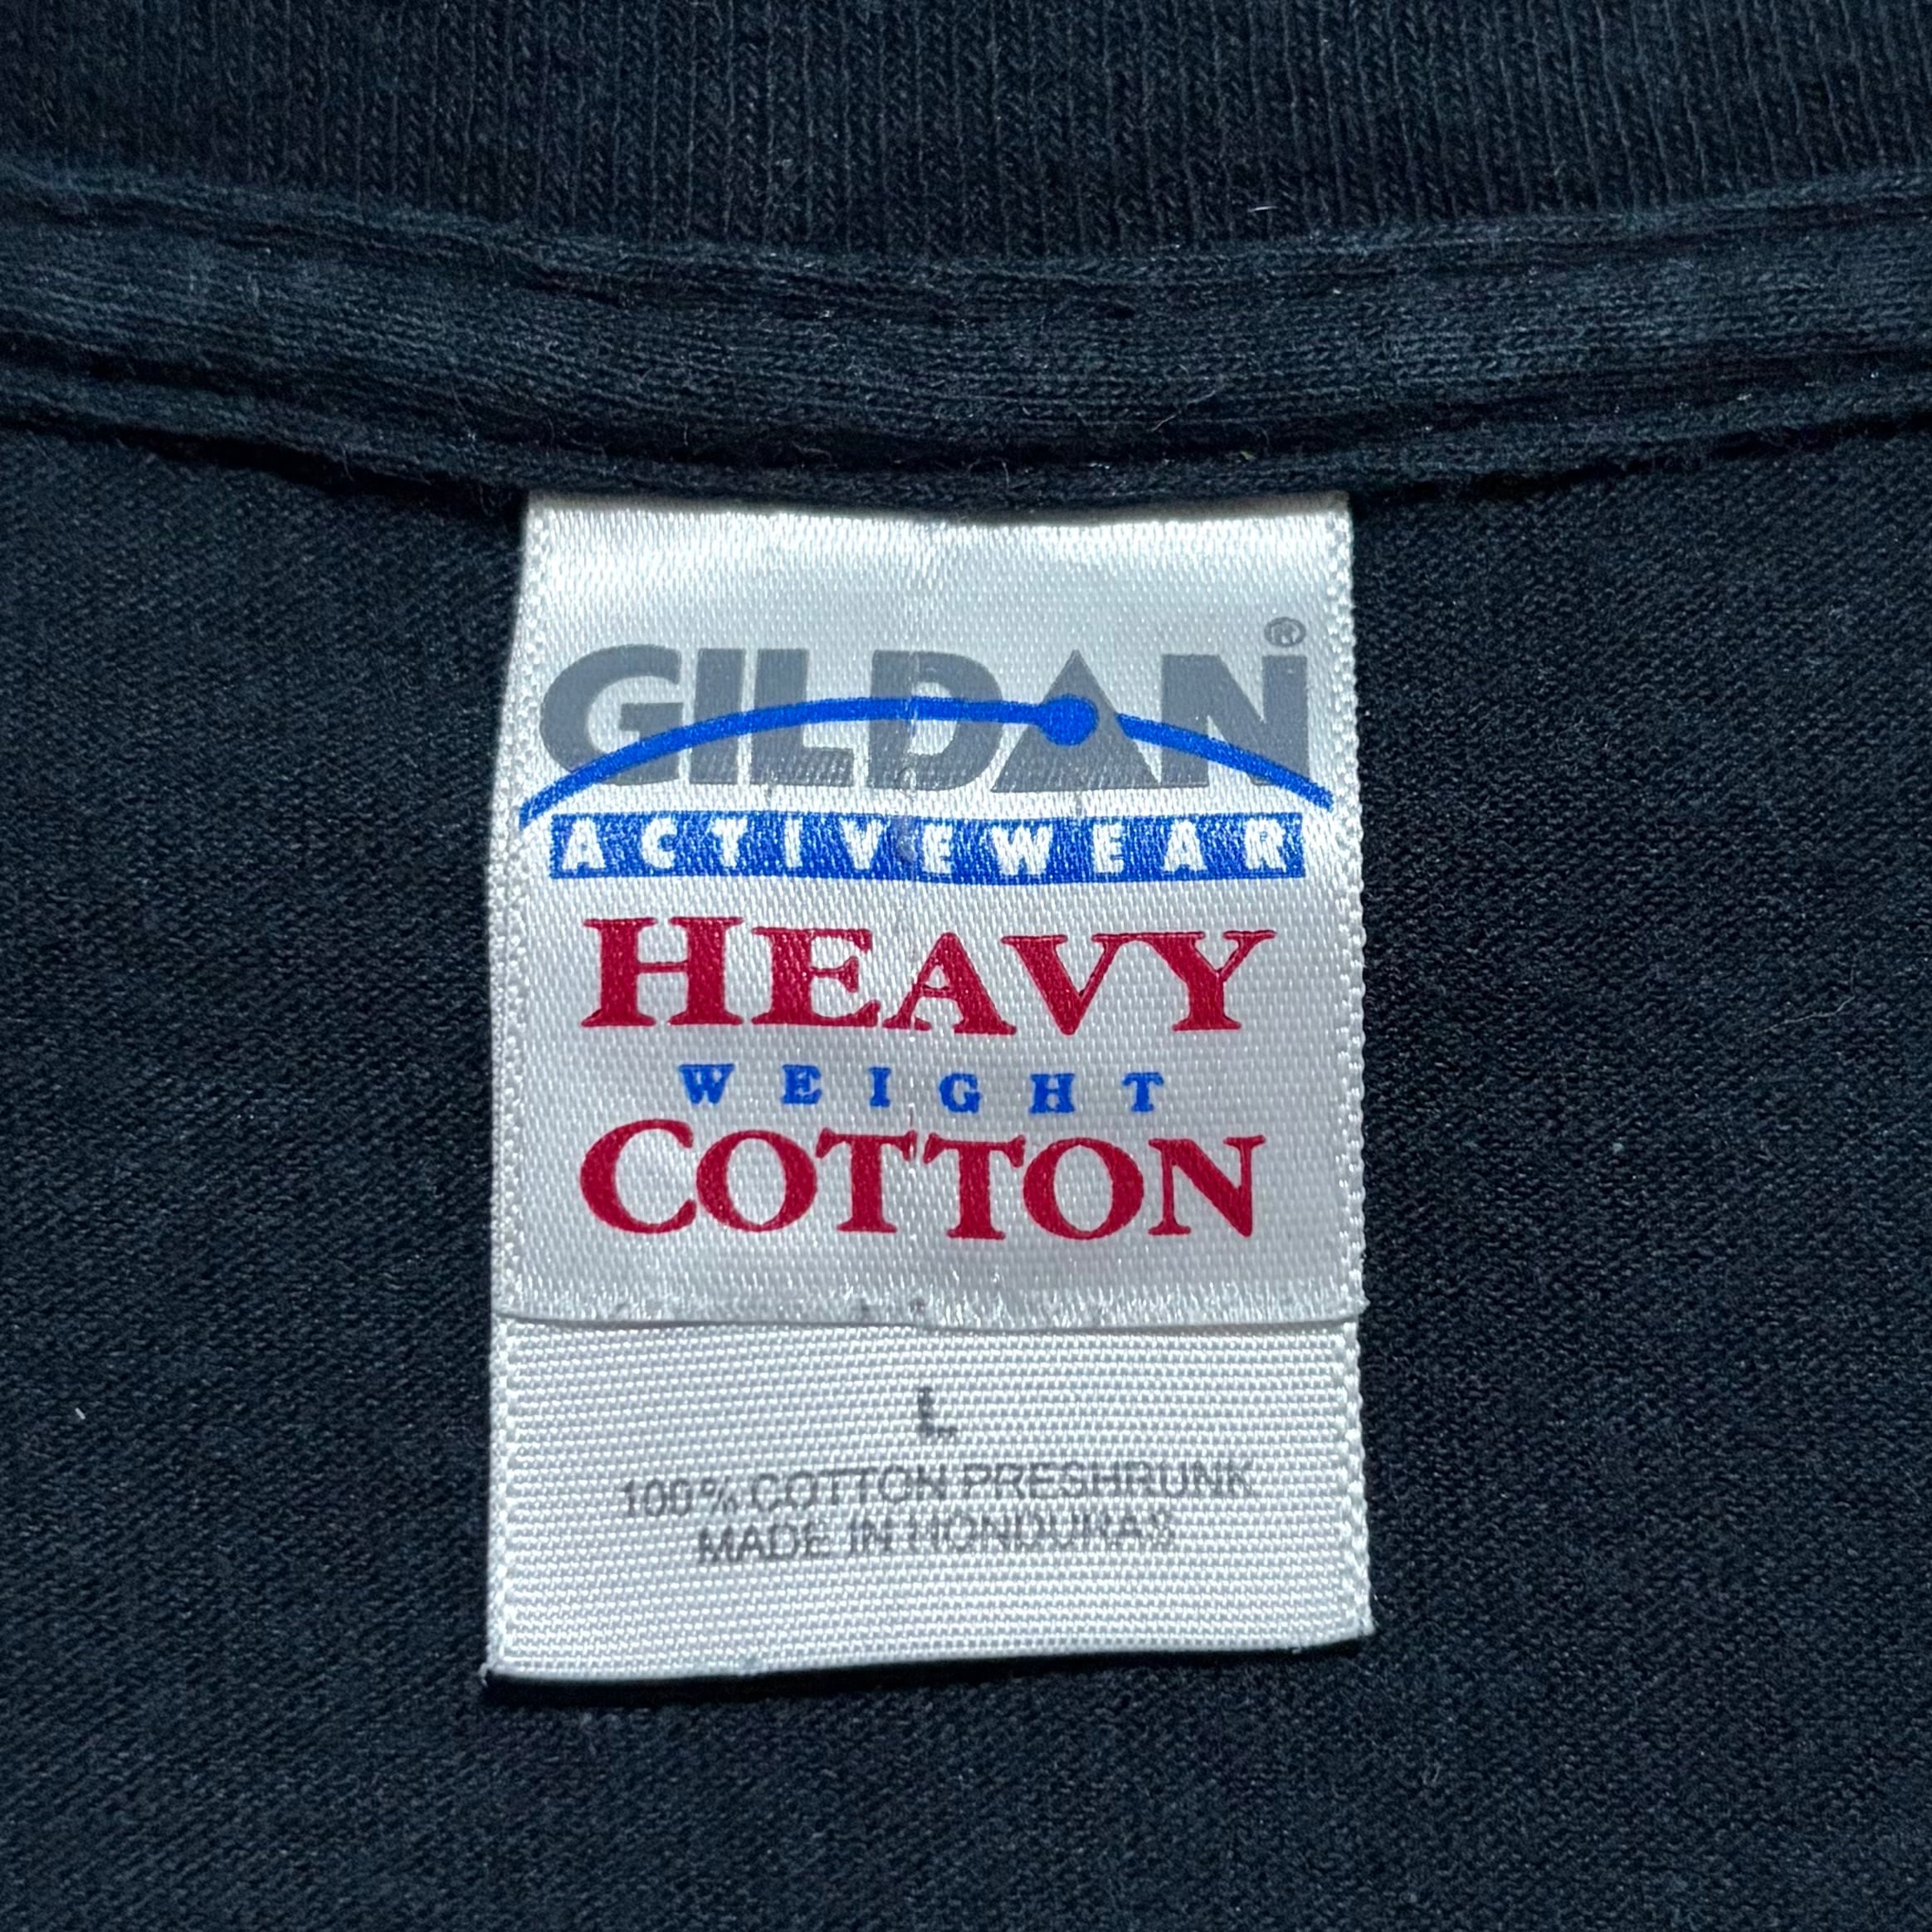 GILDAN®
ACTIVEWEAR
HEAVY
WEIGHT
COTTON
L
100% COTTON PRESHRUNK
MADE IN HONDURAS